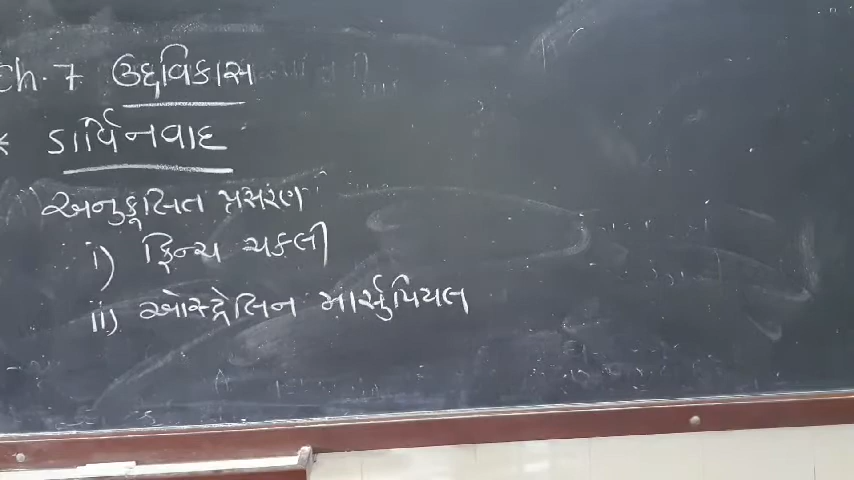 Ch. 7 ઉદ્દવિકાસ
* ડાર્વિનવાદ
અનુકૂલિત પ્રસરણ
i) ફિન્ચ ચકલી
ii) ઓસ્ટ્રેલિન માર્સુપિયલ